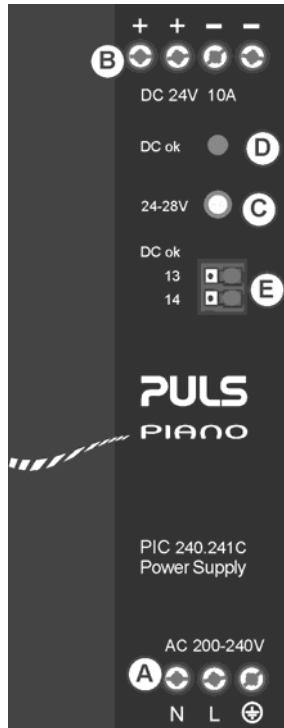 + + − −
B
DC 24V 10A
DC ok
D
24-28V
C
DC ok
13
14
E
PULS
PIANO
PIC 240.241C
Power Supply
AC 200-240V
A
N L